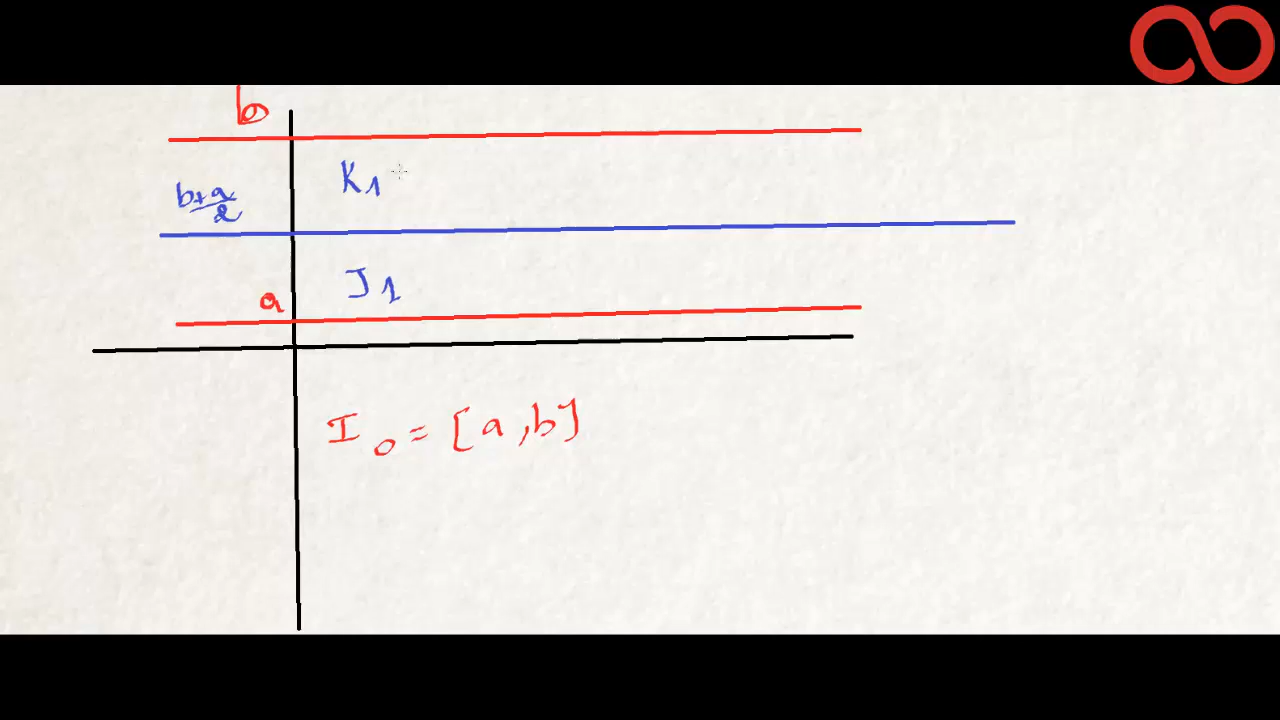 b
K1
b+a/2
J1
a
I0 = [a,b]